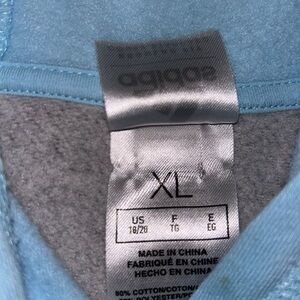 adidas
XL
US F E
18/20 TG EG
MADE IN CHINA
FABRIQUÉ EN CHINE
HECHO EN CHINA
80% COTTON/COTON/